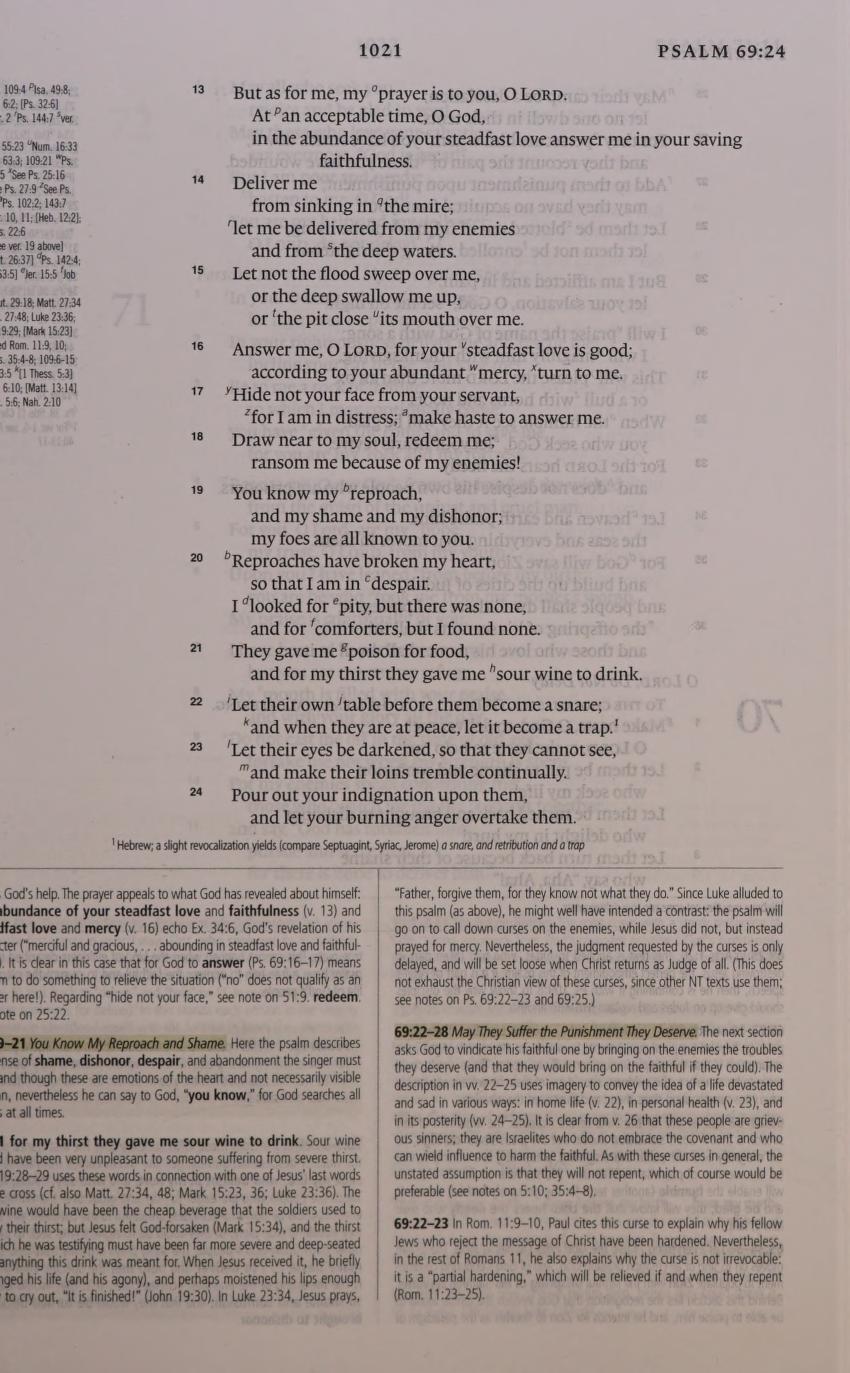 1021 PSALM 69:24
109:4 pIsa. 49:8;
6:2; [Ps. 32:6]
2 rPs. 144:7 sver.
55:23 uNum. 16:33
63:3; 109:21 wPs.
5 xSee Ps. 25:16
Ps. 27:9 zSee Ps.
Ps. 102:2; 143:7
10, 11; [Heb. 12:2];
s. 22:6
e ver. 19 above]
t. 26:37] dPs. 142:4;
63:5] eJer. 15:5 fJob
ut. 29:18; Matt. 27:34
27:48; Luke 23:36;
9:29; [Mark 15:23]
d Rom. 11:9, 10;
s. 35:4-8; 109:6-15
3:5 k[1 Thess. 5:3]
6:10; [Matt. 13:14]
. 5:6; Nah. 2:10
13 But as for me, my oprayer is to you, O LORD.
At pan acceptable time, O God,
in the abundance of your steadfast love answer me in your saving
faithfulness.
14 Deliver me
from sinking in qthe mire;
rlet me be delivered from my enemies
and from sthe deep waters.
15 Let not the flood sweep over me,
or the deep swallow me up,
or tthe pit close uits mouth over me.
16 Answer me, O LORD, for your vsteadfast love is good;
according to your abundant wmercy, xturn to me.
17 yHide not your face from your servant,
zfor I am in distress; amake haste to answer me.
18 Draw near to my soul, redeem me;
ransom me because of my enemies!
19 You know my breproach,
and my shame and my dishonor;
my foes are all known to you.
20 bReproaches have broken my heart,
so that I am in cdespair.
I dlooked for epity, but there was none,
and for fcomforters, but I found none.
21 They gave me gpoison for food,
and for my thirst they gave me hsour wine to drink.
22 iLet their own jtable before them become a snare;
kand when they are at peace, let it become a trap.1
23 lLet their eyes be darkened, so that they cannot see,
mand make their loins tremble continually.
24 Pour out your indignation upon them,
and let your burning anger overtake them.
1 Hebrew; a slight revocalization yields (compare Septuagint, Syriac, Jerome) a snare, and retribution and a trap
God's help. The prayer appeals to what God has revealed about himself:
bundance of your steadfast love and faithfulness (v. 13) and
dfast love and mercy (v. 16) echo Ex. 34:6, God's revelation of his
cter ("merciful and gracious, . . . abounding in steadfast love and faithful-
). It is clear in this case that for God to answer (Ps. 69:16–17) means
m to do something to relieve the situation ("no" does not qualify as an
er here!). Regarding "hide not your face," see note on 51:9. redeem.
ote on 25:22.
–21 You Know My Reproach and Shame. Here the psalm describes
nse of shame, dishonor, despair, and abandonment the singer must
and though these are emotions of the heart and not necessarily visible
n, nevertheless he can say to God, "you know," for God searches all
at all times.
for my thirst they gave me sour wine to drink. Sour wine
have been very unpleasant to someone suffering from severe thirst.
19:28–29 uses these words in connection with one of Jesus' last words
e cross (cf. also Matt. 27:34, 48; Mark 15:23, 36; Luke 23:36). The
wine would have been the cheap beverage that the soldiers used to
their thirst; but Jesus felt God-forsaken (Mark 15:34), and the thirst
ich he was testifying must have been far more severe and deep-seated
anything this drink was meant for. When Jesus received it, he briefly
nged his life (and his agony), and perhaps moistened his lips enough
to cry out, "It is finished!" (John 19:30). In Luke 23:34, Jesus prays,
"Father, forgive them, for they know not what they do." Since Luke alluded to
this psalm (as above), he might well have intended a contrast: the psalm will
go on to call down curses on the enemies, while Jesus did not, but instead
prayed for mercy. Nevertheless, the judgment requested by the curses is only
delayed, and will be set loose when Christ returns as Judge of all. (This does
not exhaust the Christian view of these curses, since other NT texts use them;
see notes on Ps. 69:22–23 and 69:25.)
69:22–28 May They Suffer the Punishment They Deserve. The next section
asks God to vindicate his faithful one by bringing on the enemies the troubles
they deserve (and that they would bring on the faithful if they could). The
description in vv. 22–25 uses imagery to convey the idea of a life devastated
and sad in various ways: in home life (v. 22), in personal health (v. 23), and
in its posterity (vv. 24–25). It is clear from v. 26 that these people are griev-
ous sinners; they are Israelites who do not embrace the covenant and who
can wield influence to harm the faithful. As with these curses in general, the
unstated assumption is that they will not repent, which of course would be
preferable (see notes on 5:10; 35:4–8).
69:22–23 In Rom. 11:9–10, Paul cites this curse to explain why his fellow
Jews who reject the message of Christ have been hardened. Nevertheless,
in the rest of Romans 11, he also explains why the curse is not irrevocable:
it is a "partial hardening," which will be relieved if and when they repent
(Rom. 11:23–25).